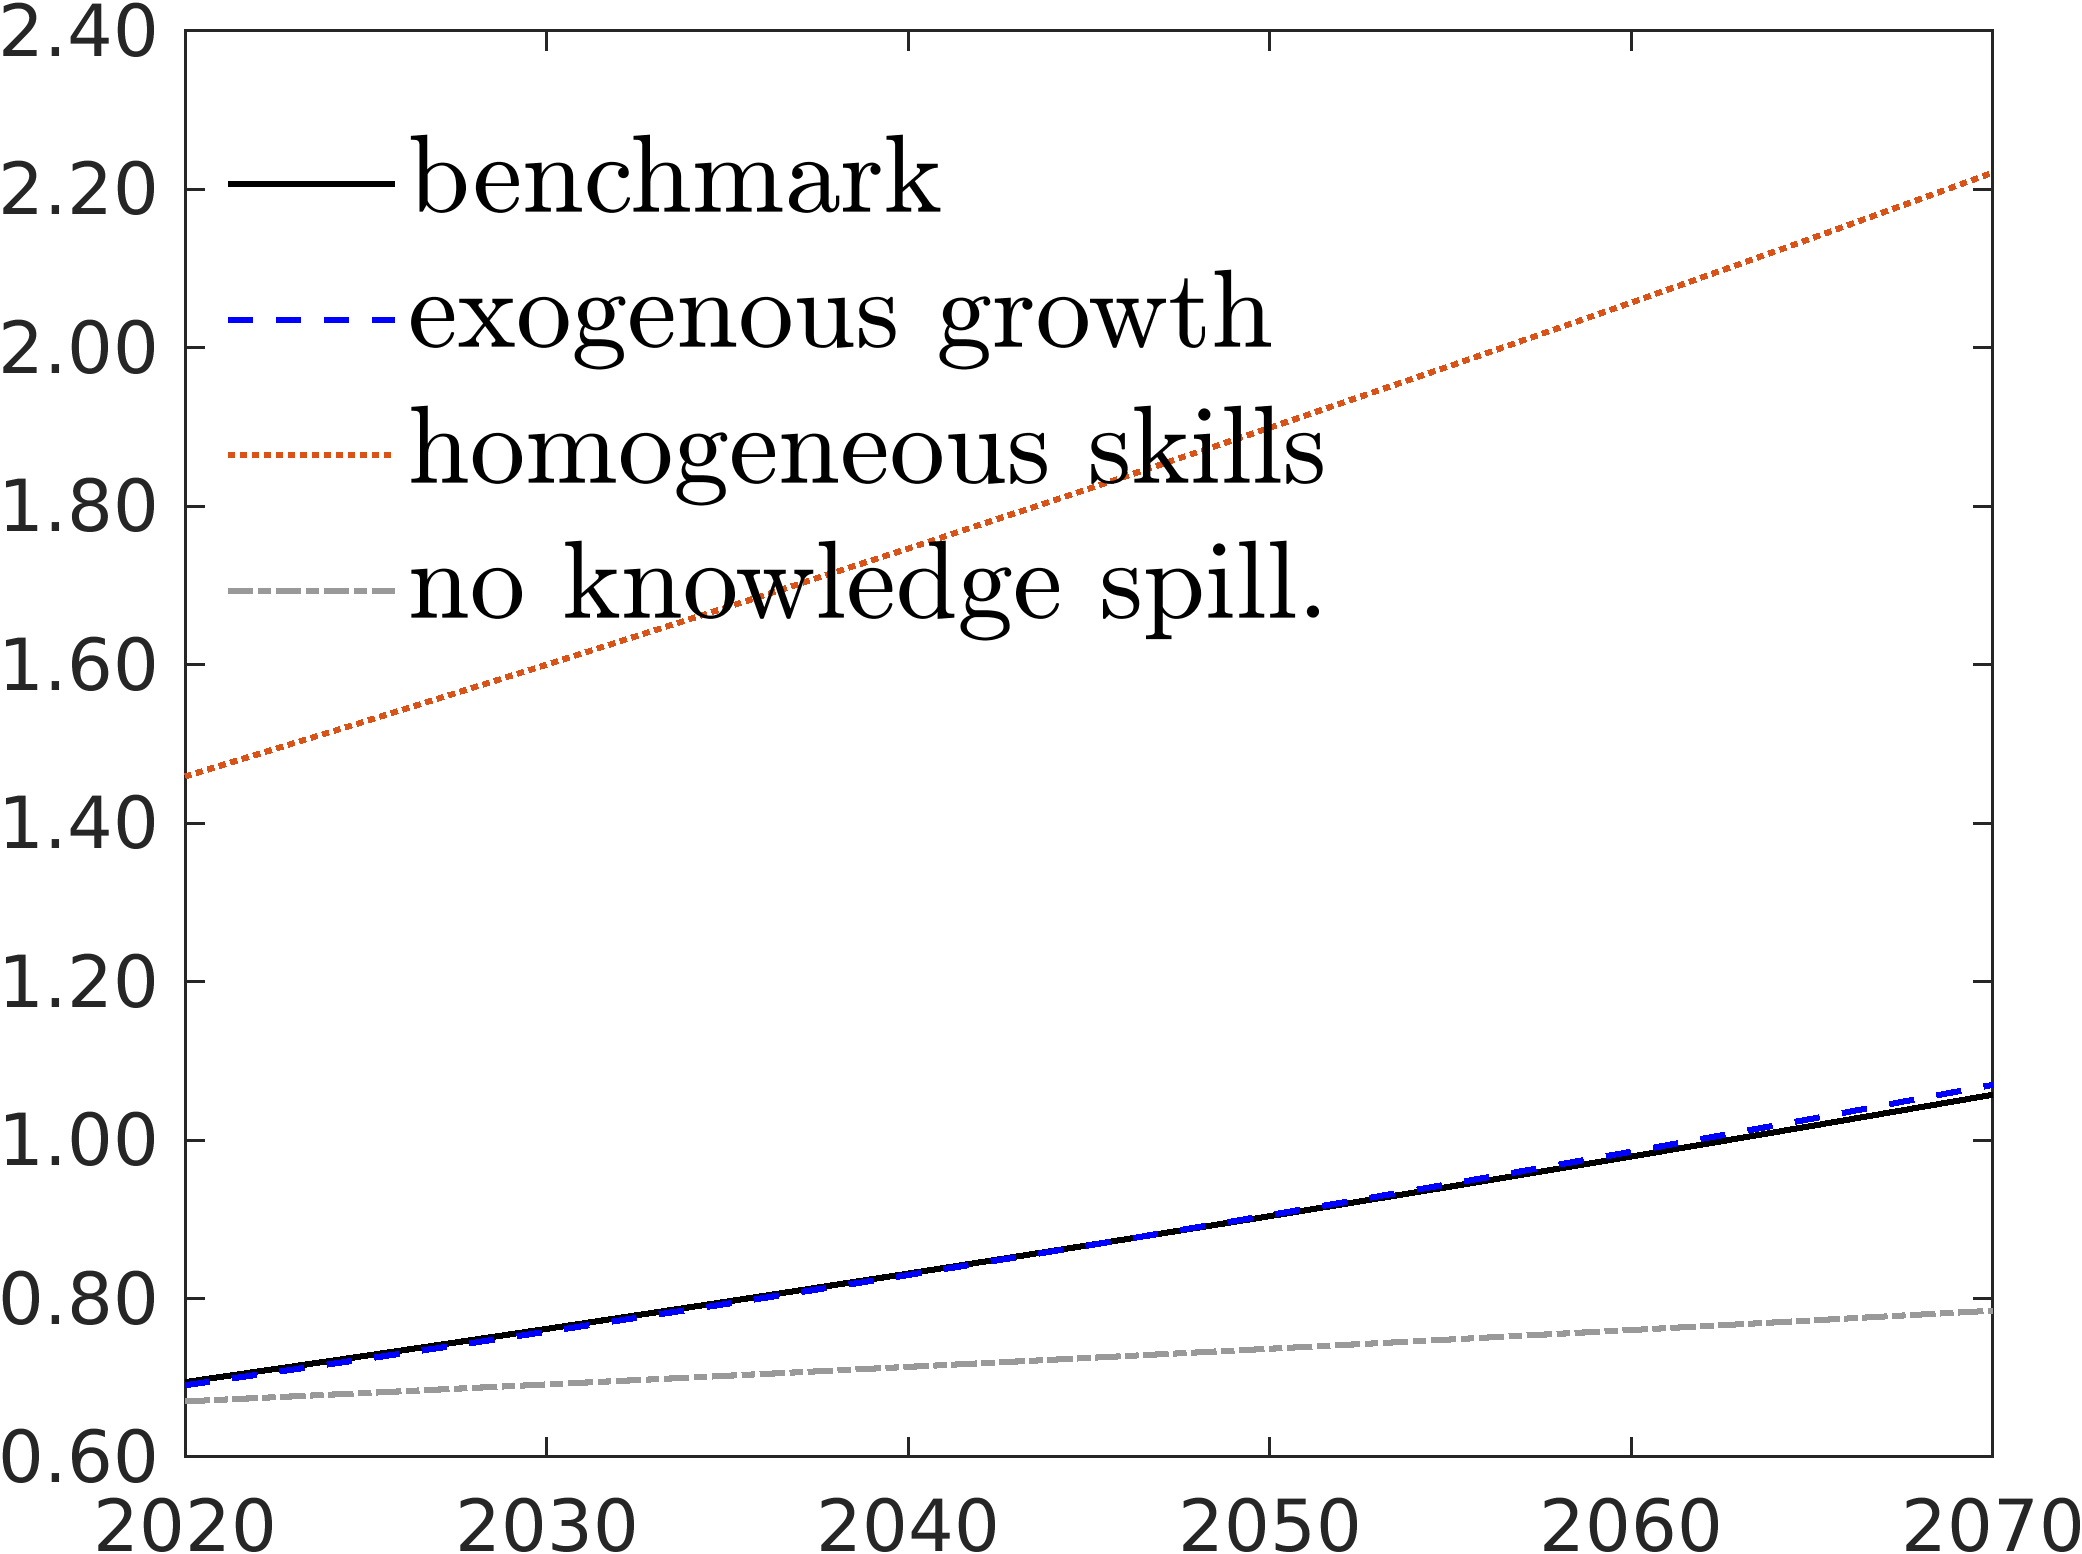 2.40
2.20
2.00
1.80
1.60
1.40
1.20
1.00
0.80
0.60
benchmark
exogenous growth
homogeneous skills
no knowledge spill.
2020 2030 2040 2050 2060 2070